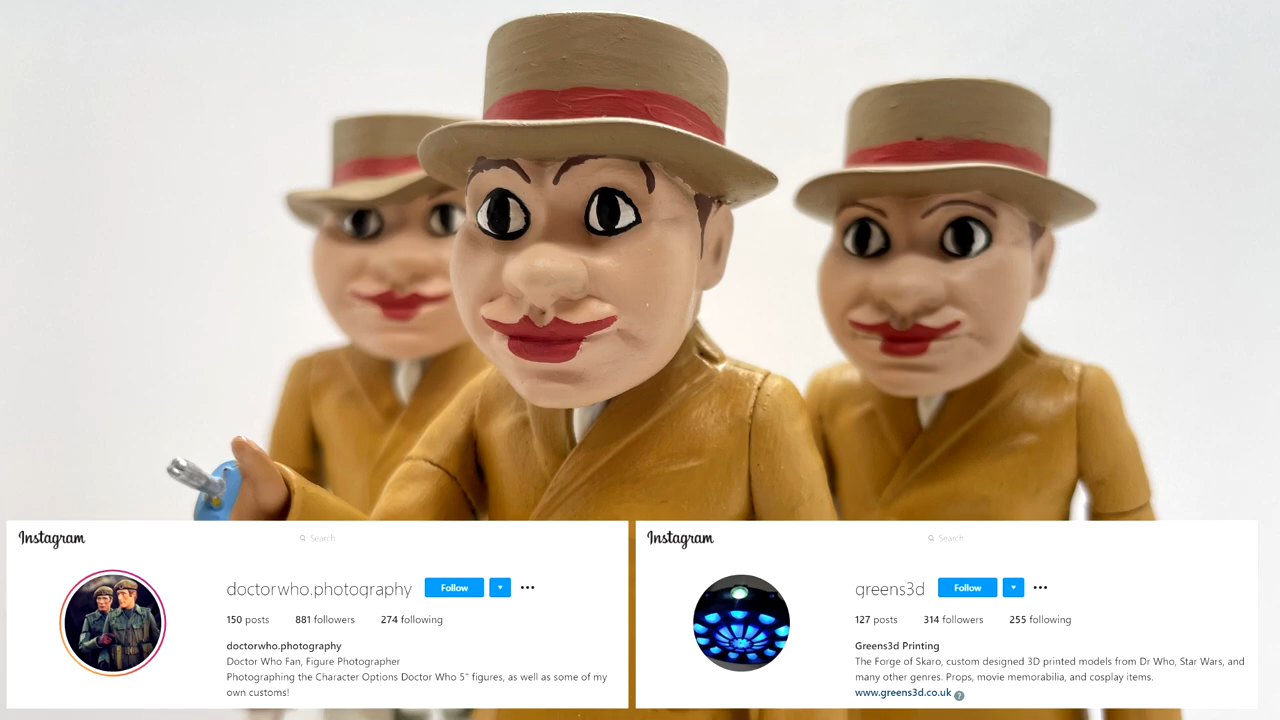 Instagram
Search
doctorwho.photography
Follow
150 posts 881 followers 274 following
doctorwho.photography
Doctor Who Fan, Figure Photographer
Photographing the Character Options Doctor Who 5" figures, as well as some of my
own customs!
Instagram
Search
greens3d
Follow
127 posts 314 followers 255 following
Greens3d Printing
The Forge of Skaro, custom designed 3D printed models from Dr Who, Star Wars, and
many other genres. Props, movie memorabilia, and cosplay items.
www.greens3d.co.uk ?